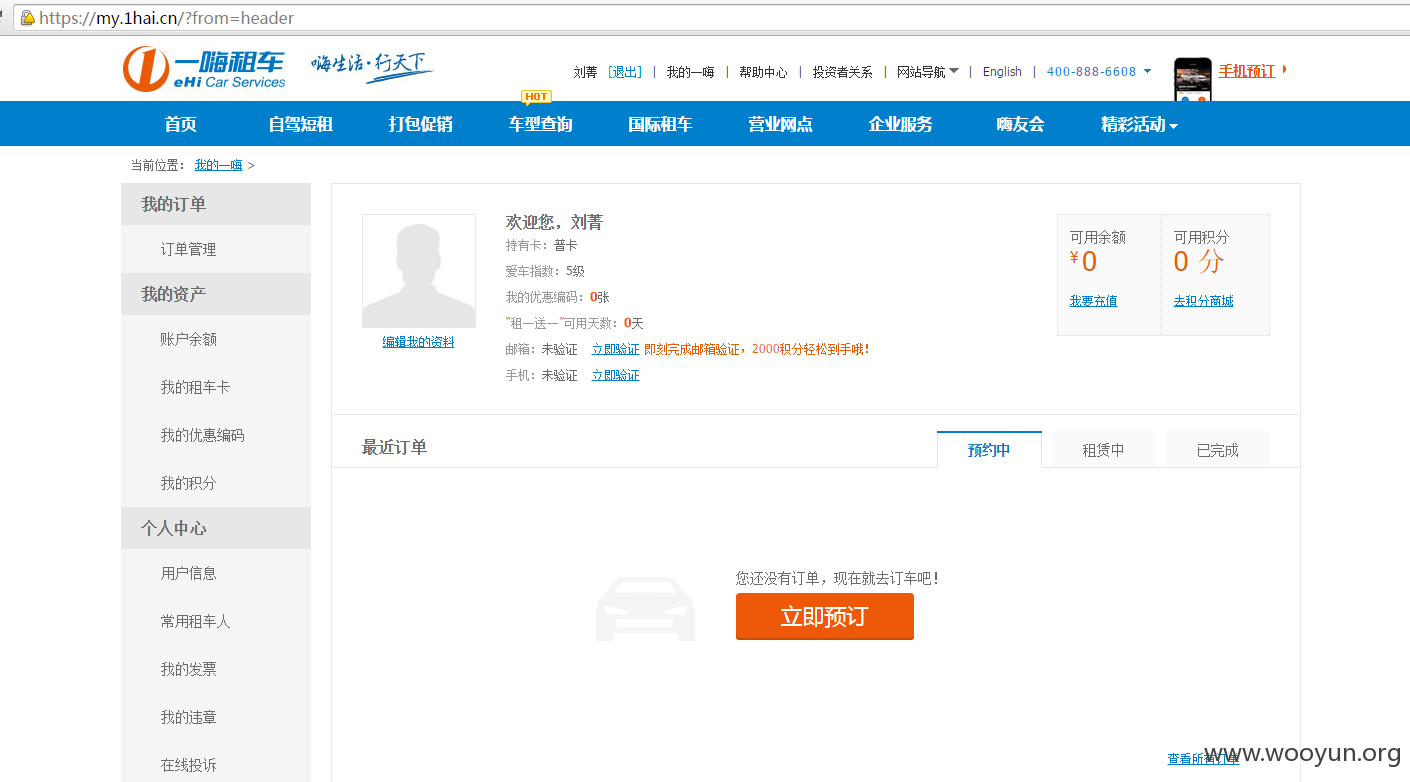 https://my.1hai.cn/?from=header
一嗨租车
eHi Car Services
嗨生活·行天下
刘菁 [退出] | 我的一嗨 | 帮助中心 | 投资者关系 | 网站导航 | English | 400-888-6608
手机预订
HOT
首页 自驾短租 打包促销 车型查询 国际租车 营业网点 企业服务 嗨友会 精彩活动
当前位置： 我的一嗨 >
我的订单
订单管理
我的资产
账户余额
我的租车卡
我的优惠编码
我的积分
个人中心
用户信息
常用租车人
我的发票
我的违章
在线投诉
编辑我的资料
欢迎您，刘菁
持有卡：普卡
爱车指数：5级
我的优惠编码：0张
“租一送一”可用天数：0天
邮箱：未验证 立即验证 即刻完成邮箱验证，2000积分轻松到手哦！
手机：未验证 立即验证
可用余额
¥0
我要充值
可用积分
0 分
去积分商城
最近订单
预约中 租赁中 已完成
您还没有订单，现在就去订车吧！
立即预订
查看所有订单
www.wooyun.org